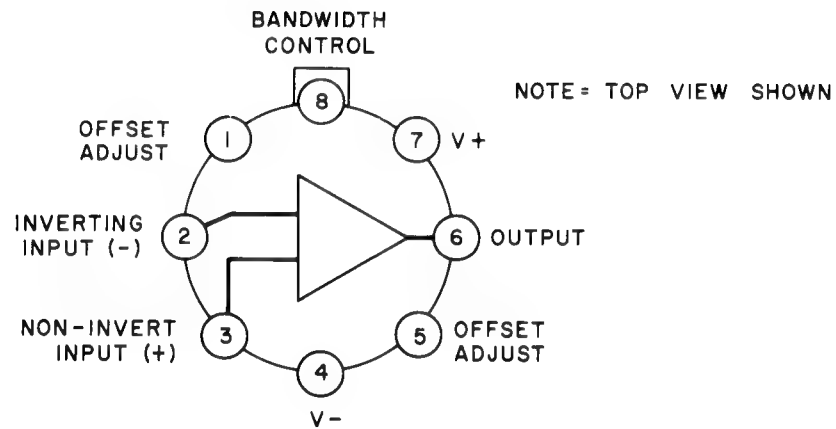 BANDWIDTH
CONTROL
8
NOTE= TOP VIEW SHOWN
OFFSET
ADJUST
1
7
V+
INVERTING
INPUT (-)
2
6
OUTPUT
NON-INVERT
INPUT (+)
3
5
OFFSET
ADJUST
4
V-